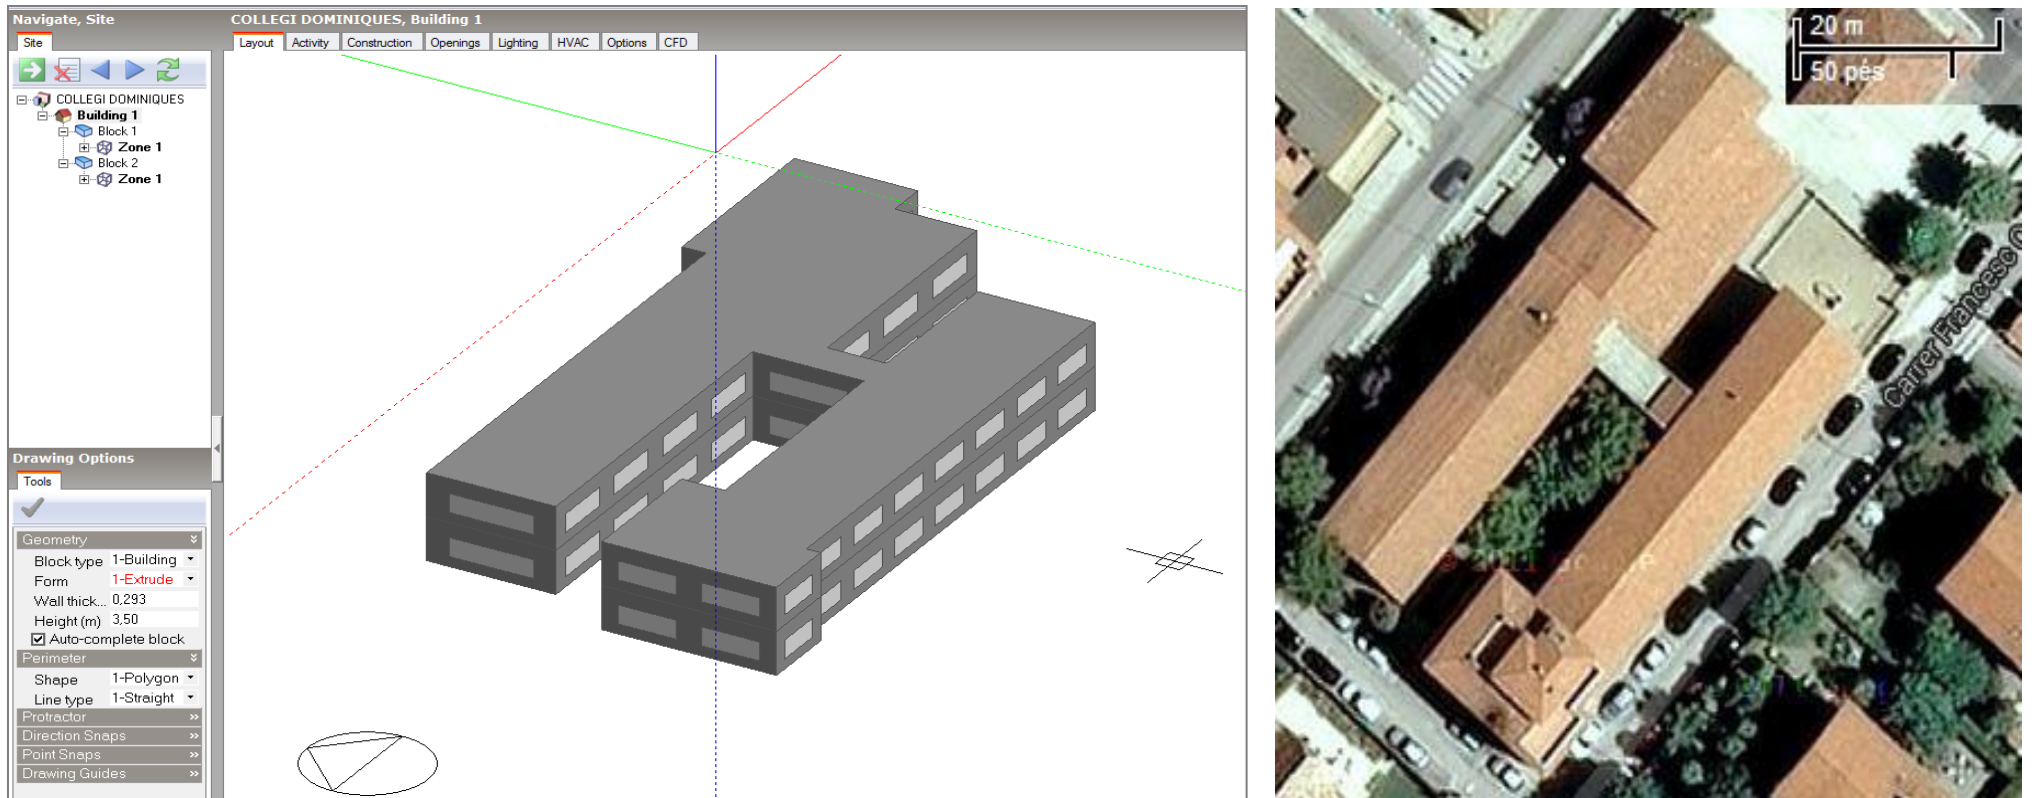 Navigate, Site
Site
COLLEGI DOMINIQUES
Building 1
Block 1
Zone 1
Block 2
Zone 1
Drawing Options
Tools
Geometry
Block type 1-Building
Form 1-Extrude
Wall thick... 0,293
Height (m) 3,50
Auto-complete block
Perimeter
Shape 1-Polygon
Line type 1-Straight
Protractor
Direction Snaps
Point Snaps
Drawing Guides
COLLEGI DOMINIQUES, Building 1
Layout Activity Construction Openings Lighting HVAC Options CFD
20 m
50 pés
Carrer Francesc